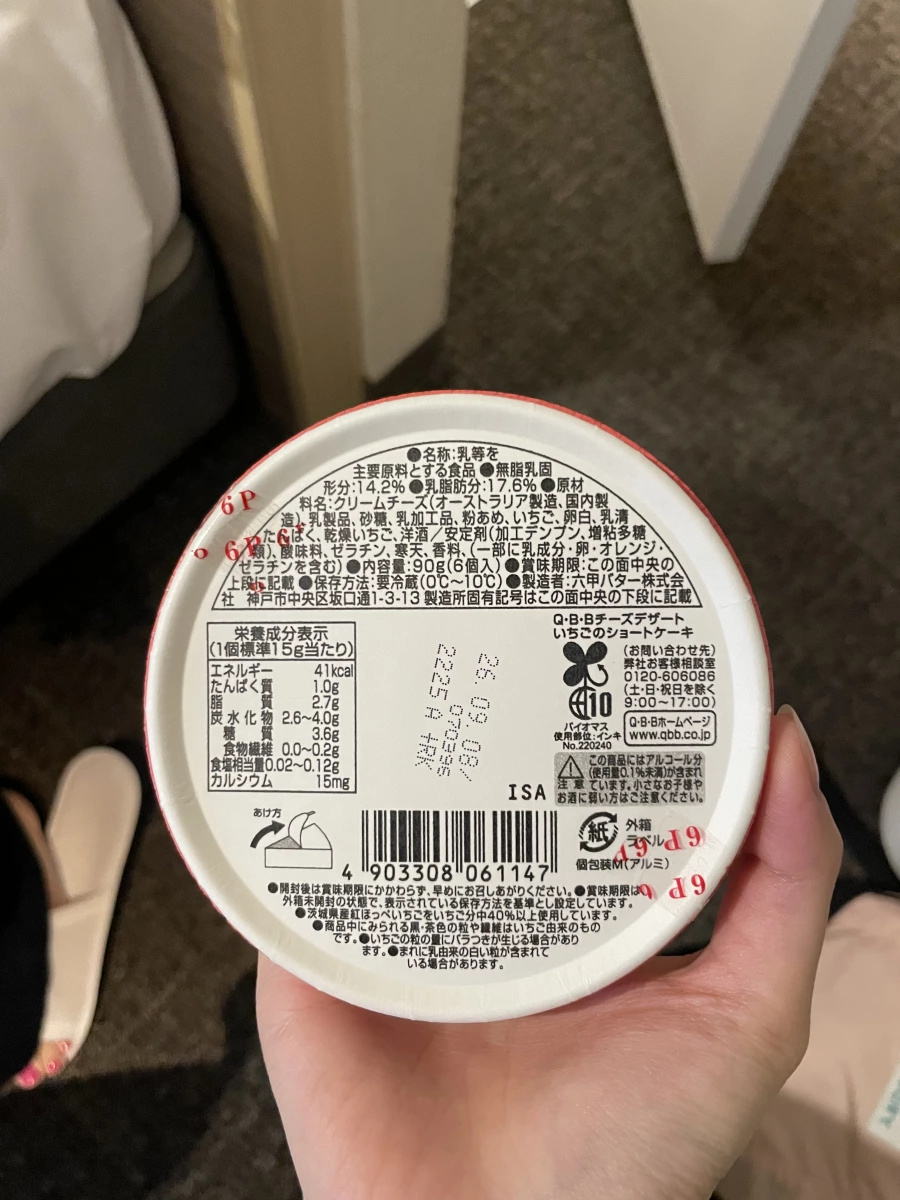 ●名称:乳等を
主要原料とする食品 ●無脂乳固
形分:14.2% ●乳脂肪分:17.6% ●原材
料名:クリームチーズ(オーストラリア製造、国内製
造)、乳製品、砂糖、乳加工品、粉あめ、いちご、卵白、乳清
たんぱく、乾燥いちご、洋酒/安定剤(加工デンプン、増粘多糖
類)、酸味料、ゼラチン、寒天、香料、(一部に乳成分・卵・オレンジ・
ゼラチンを含む) ●内容量:90g(6個入) ●賞味期限:この面中央の
上段に記載 ●保存方法:要冷蔵(0℃~10℃) ●製造者:六甲バター株式会
社 神戸市中央区坂口通1-3-13 製造所固有記号はこの面中央の下段に記載
6P
6P 6P
栄養成分表示
(1個標準15g当たり)
エネルギー 41kcal
たんぱく質 1.0g
脂質 2.7g
炭水化物 2.6~4.0g
糖質 3.6g
食物繊維 0.0~0.2g
食塩相当量 0.02~0.12g
カルシウム 15mg
26.09.08/
2225A
ISA
Q・B・Bチーズデザート
いちごのショートケーキ
(お問い合わせ先)
弊社お客様相談室
0120-606086
(土・日・祝日を除く
9:00~17:00)
Q・B・Bホームページ
www.qbb.co.jp
10
バイオマス
使用部位:インキ
No.220240
注意
この商品にはアルコール分
(使用量0.1%未満)が含まれ
ています。小さなお子様や
お酒に弱い方はご注意ください。
あけ方
4 903308 061147
紙
外箱
ラベル
個包装M(アルミ)
6P 6P
6P
●開封後は賞味期限にかかわらず、早めにお召しあがりください。●賞味期限は、
外箱未開封の状態で、表示されている保存方法を基準とし設定しています。
●茨城県産紅ほっぺいちごをいちご分中40%以上使用しています。
●商品中にみられる黒・茶色の粒や繊維はいちご由来のもの
です。●いちごの粒の量にバラつきが生じる場合があり
ます。●まれに乳由来の白い粒が含まれて
いる場合があります。